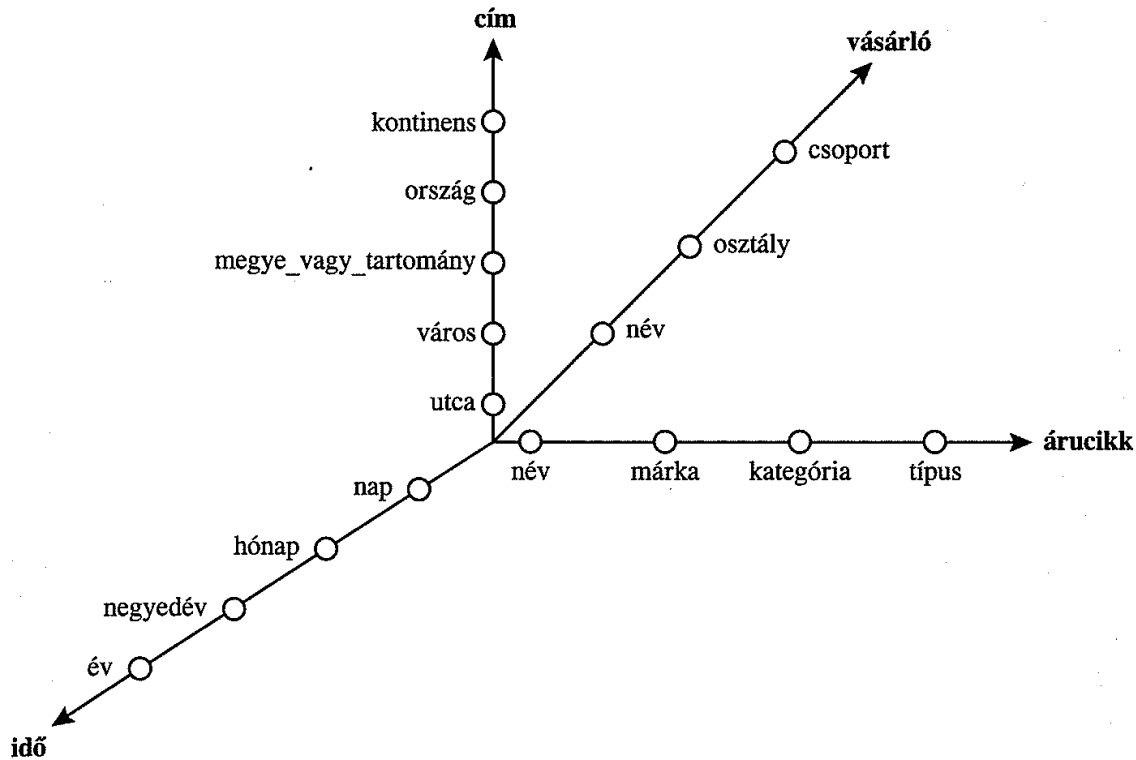 cím
vásárló
kontinens
csoport
ország
osztály
megye_vagy_tartomány
város
név
utca
árucikk
név
márka
kategória
típus
nap
hónap
negyedév
év
idő